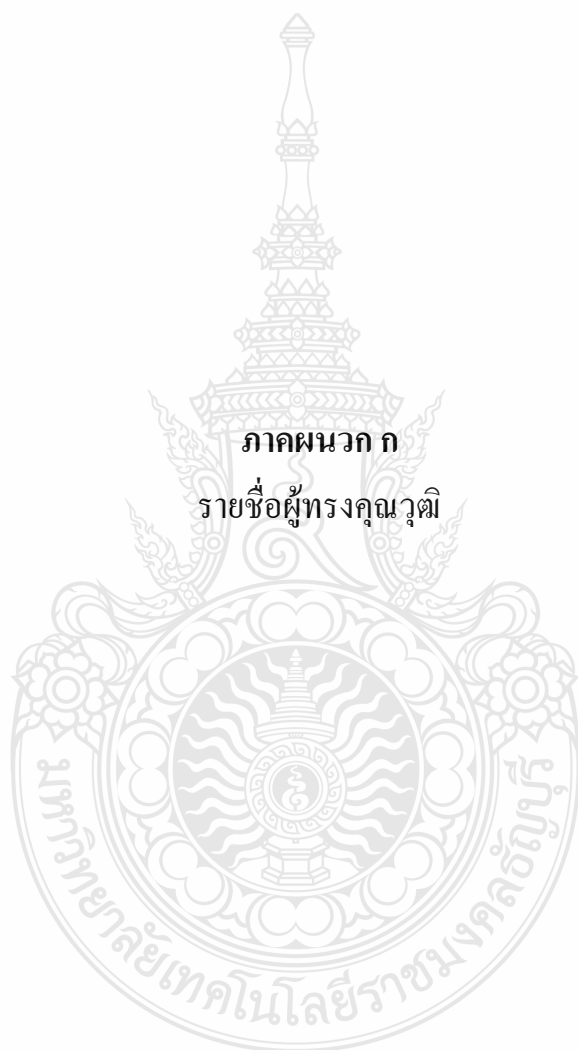 ภาคผนวก ก
รายชื่อผู้ทรงคุณวุฒิ
มหาวิทยาลัยเทคโนโลยีราชมงคลธัญบุรี